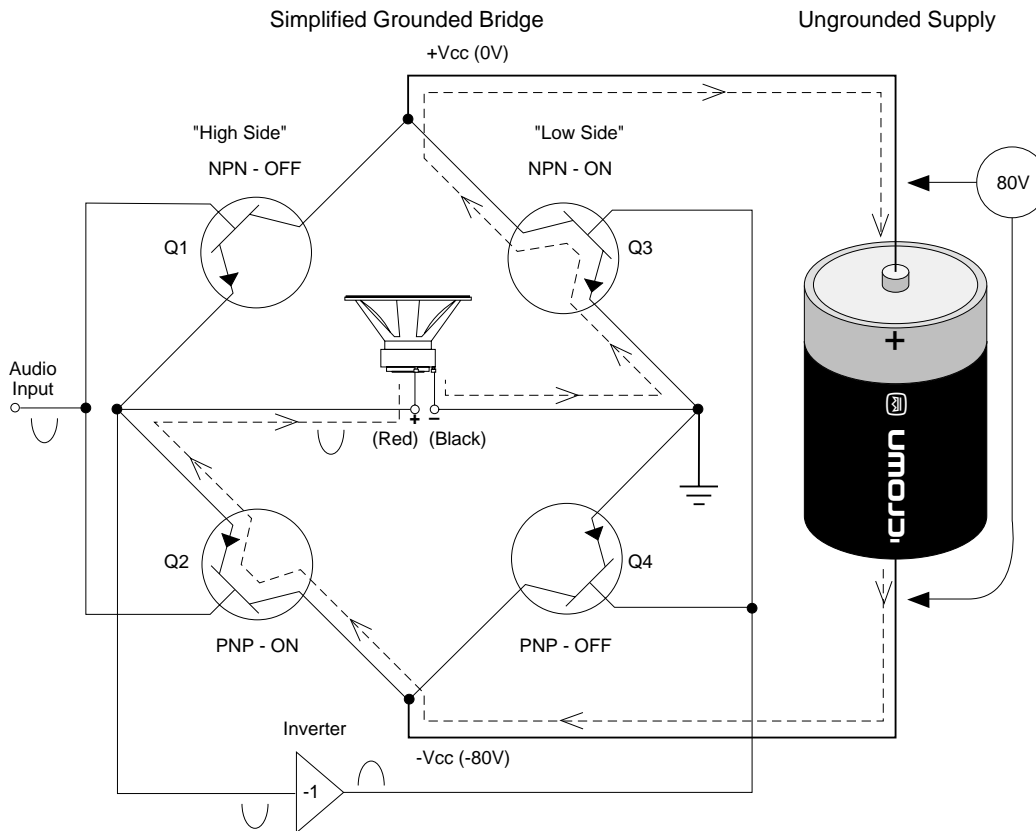 Simplified Grounded Bridge
Ungrounded Supply
+Vcc (0V)
"High Side"
NPN - OFF
"Low Side"
NPN - ON
80V
Q1
Q3
+
Audio
Input
+ −
(Red) (Black)
crown
Q2
Q4
PNP - ON
PNP - OFF
Inverter
-Vcc (-80V)
-1